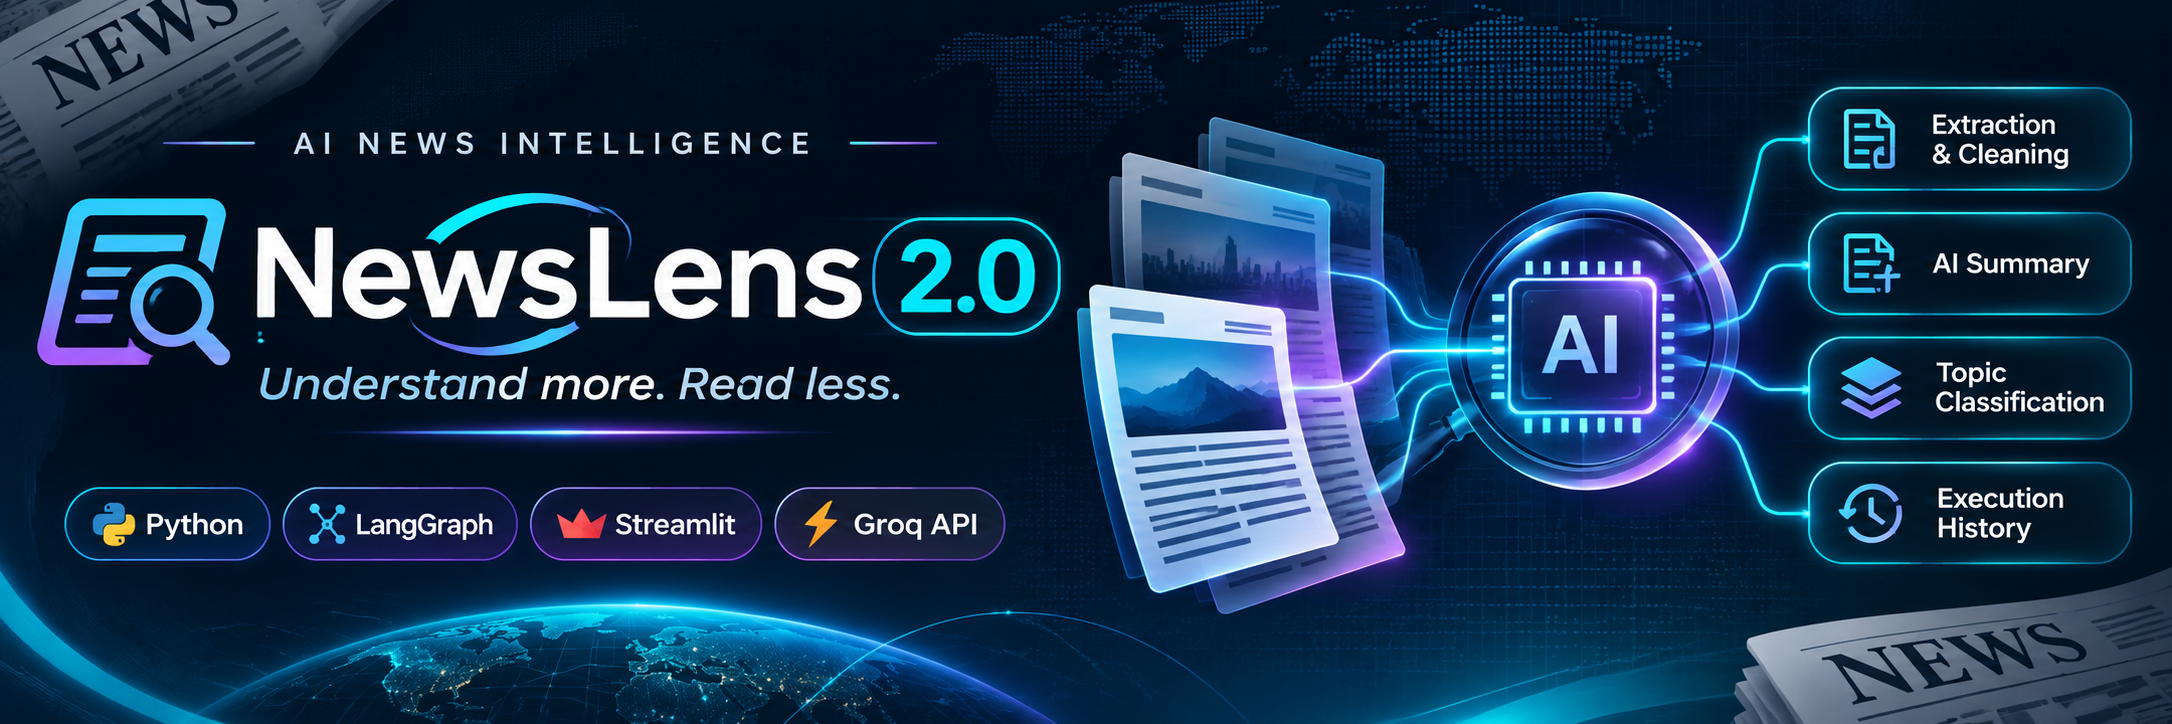 NEWS
AI NEWS INTELLIGENCE
NewsLens 2.0
Understand more. Read less.
Python
LangGraph
Streamlit
Groq API
AI
Extraction
& Cleaning
AI Summary
Topic
Classification
Execution
History
NEWS